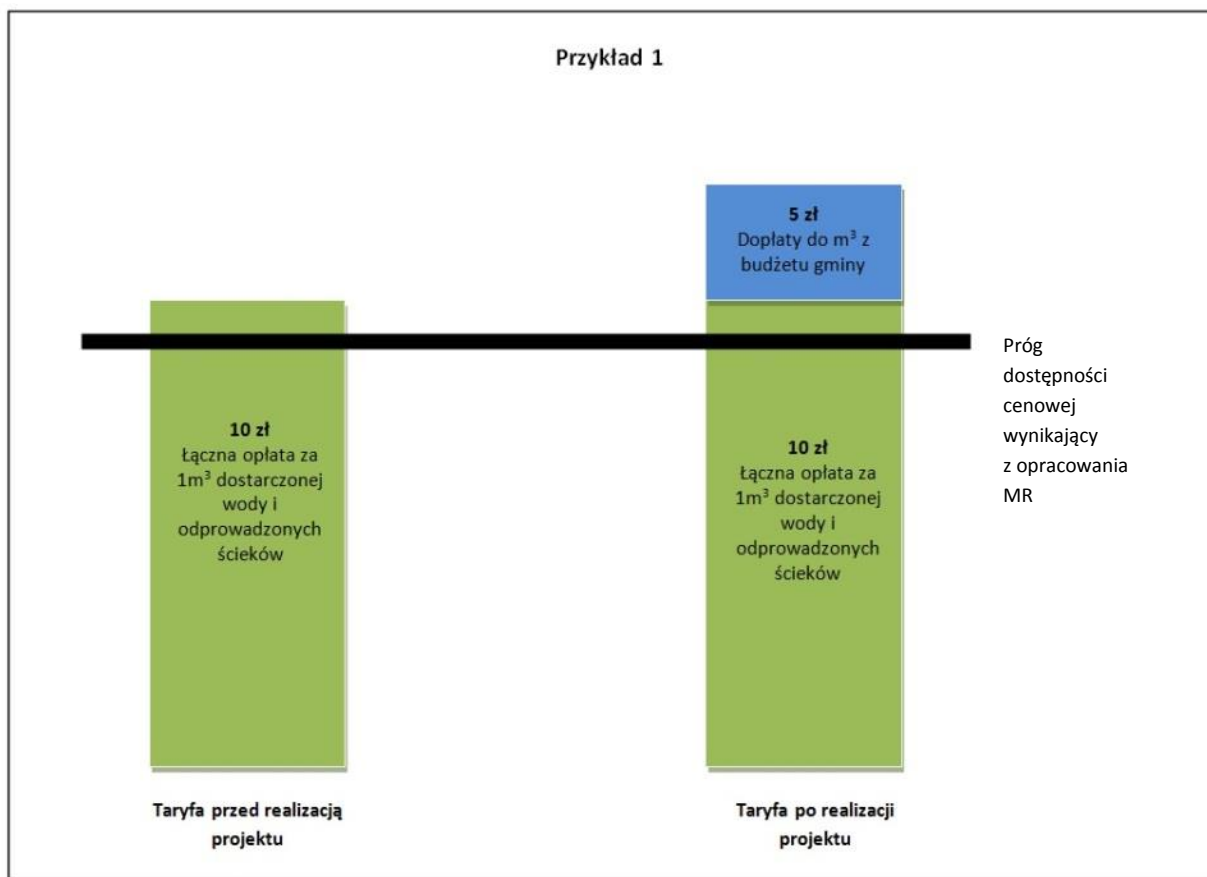 Przykład 1
5 zł
Dopłaty do m³ z
budżetu gminy
10 zł
Łączna opłata za
1m³ dostarczonej
wody i
odprowadzonych
ścieków
10 zł
Łączna opłata za
1m³ dostarczonej
wody i
odprowadzonych
ścieków
Próg
dostępności
cenowej
wynikający
z opracowania
MR
Taryfa przed realizacją
projektu
Taryfa po realizacji
projektu